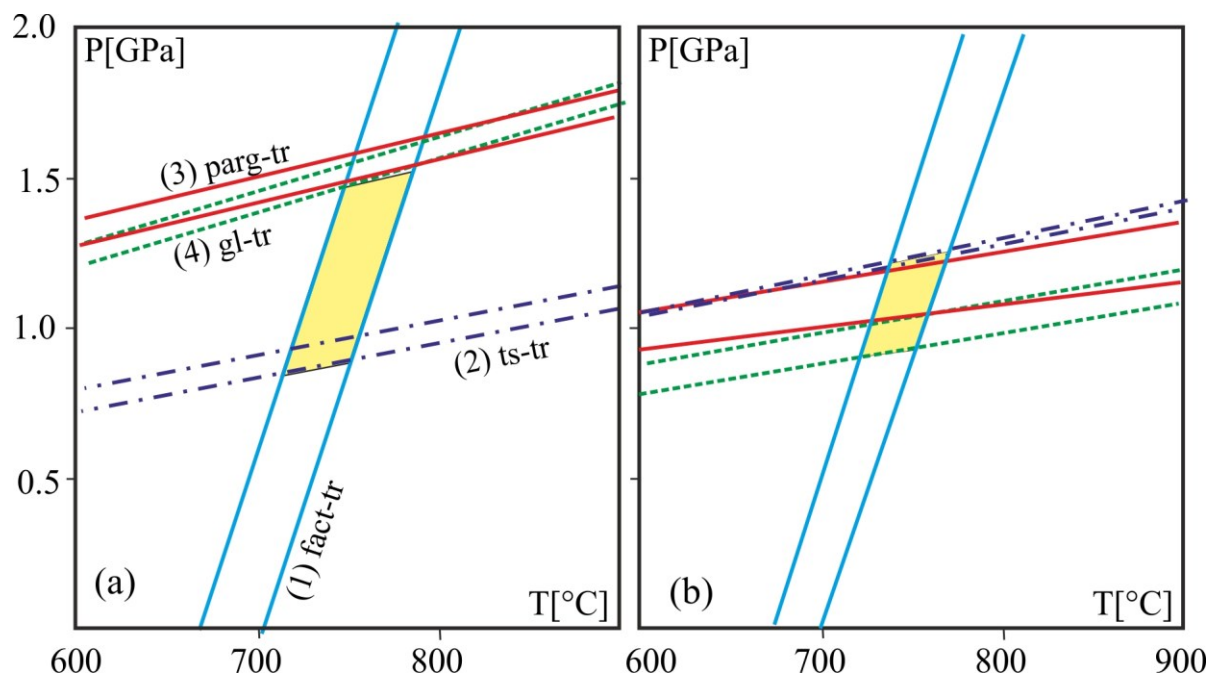 2.0
P[GPa]
P[GPa]
(3) parg-tr
1.5
(4) gl-tr
1.0
(2) ts-tr
0.5
(1) fact-tr
(a)
T[°C]
(b)
T[°C]
600
700
800
600
700
800
900